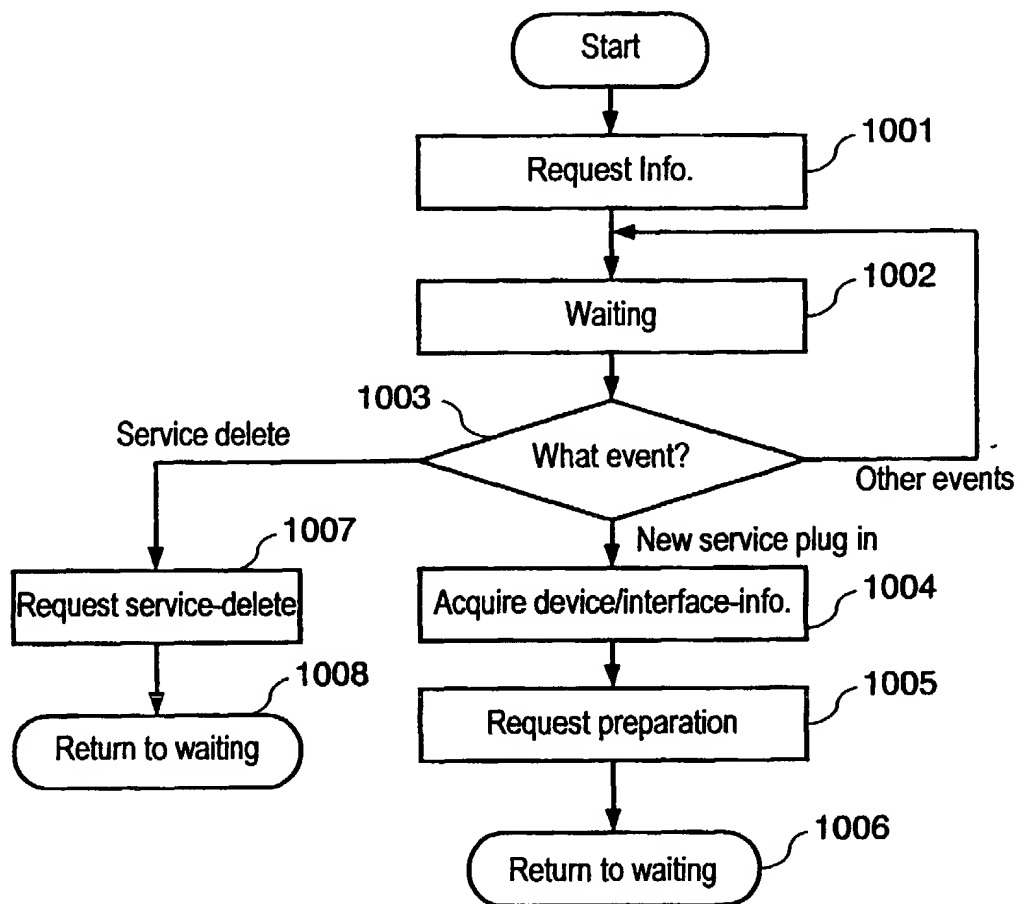 Start
1001
Request Info.
1002
Waiting
1003
What event?
Service delete
Other events
New service plug in
1007
Request service-delete
1004
Acquire device/interface-info.
1008
Return to waiting
1005
Request preparation
1006
Return to waiting